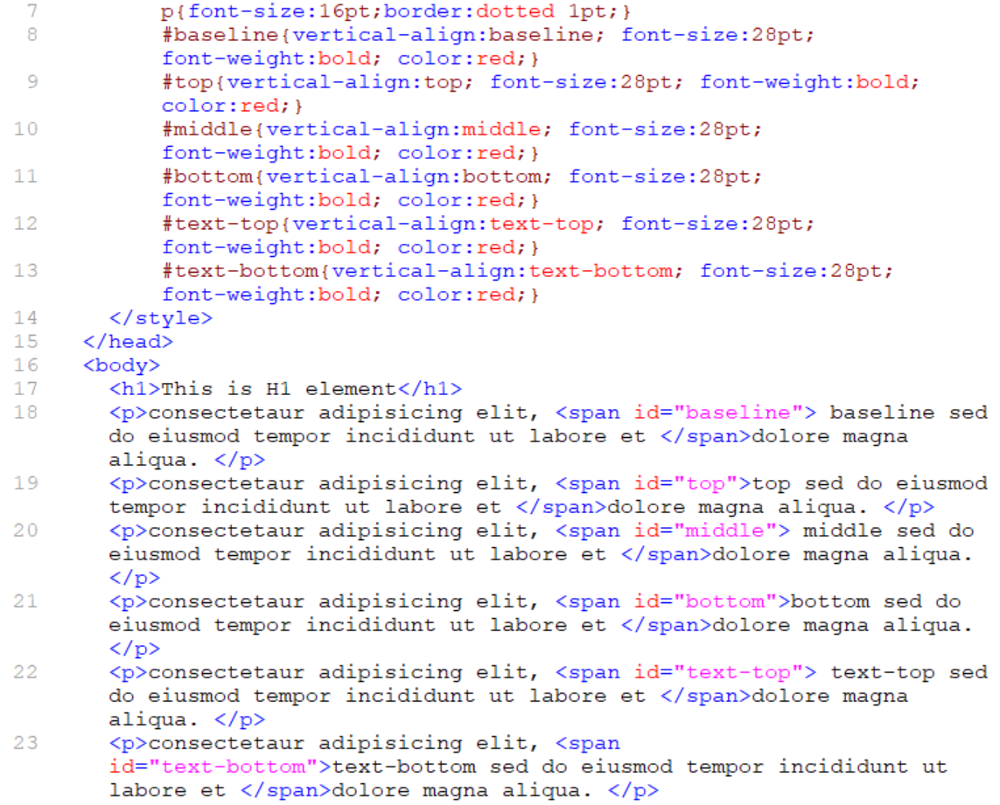 7 p{font-size:16pt;border:dotted 1pt;}
8 #baseline{vertical-align:baseline; font-size:28pt;
font-weight:bold; color:red;}
9 #top{vertical-align:top; font-size:28pt; font-weight:bold;
color:red;}
10 #middle{vertical-align:middle; font-size:28pt;
font-weight:bold; color:red;}
11 #bottom{vertical-align:bottom; font-size:28pt;
font-weight:bold; color:red;}
12 #text-top{vertical-align:text-top; font-size:28pt;
font-weight:bold; color:red;}
13 #text-bottom{vertical-align:text-bottom; font-size:28pt;
font-weight:bold; color:red;}
14 </style>
15 </head>
16 <body>
17 <h1>This is H1 element</h1>
18 <p>consectetaur adipisicing elit, <span id="baseline"> baseline sed
do eiusmod tempor incididunt ut labore et </span>dolore magna
aliqua. </p>
19 <p>consectetaur adipisicing elit, <span id="top">top sed do eiusmod
tempor incididunt ut labore et </span>dolore magna aliqua. </p>
20 <p>consectetaur adipisicing elit, <span id="middle"> middle sed do
eiusmod tempor incididunt ut labore et </span>dolore magna aliqua.
</p>
21 <p>consectetaur adipisicing elit, <span id="bottom">bottom sed do
eiusmod tempor incididunt ut labore et </span>dolore magna aliqua.
</p>
22 <p>consectetaur adipisicing elit, <span id="text-top"> text-top sed
do eiusmod tempor incididunt ut labore et </span>dolore magna
aliqua. </p>
23 <p>consectetaur adipisicing elit, <span
id="text-bottom">text-bottom sed do eiusmod tempor incididunt ut
labore et </span>dolore magna aliqua. </p>